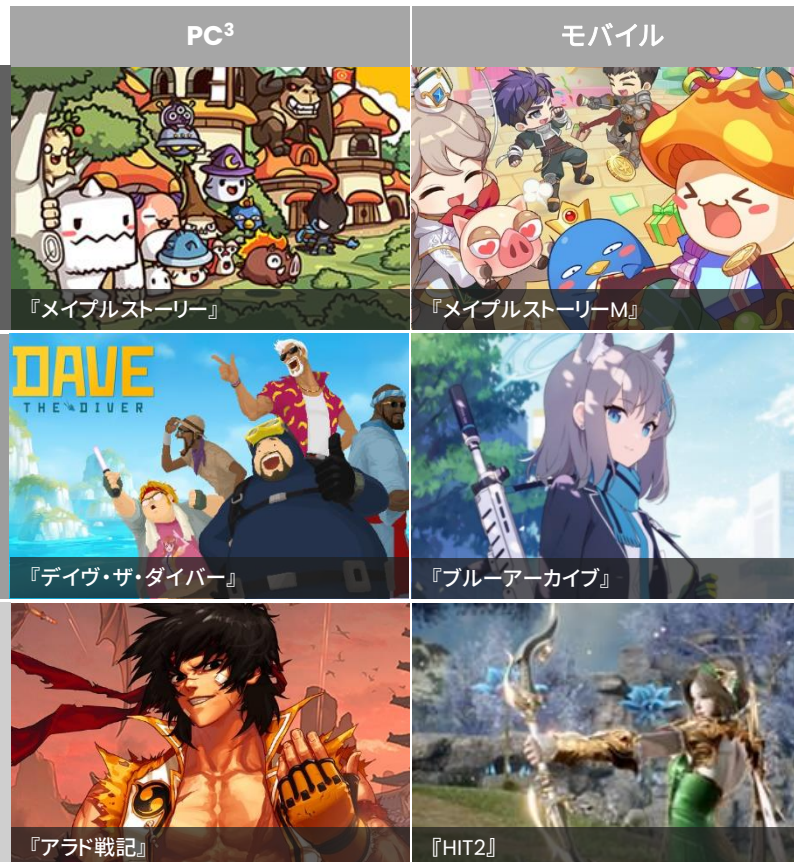 PC³
モバイル
『メイプルストーリー』
『メイプルストーリーM』
DAVE
THE DIVER
『デイヴ・ザ・ダイバー』
『ブルーアーカイブ』
『アラド戦記』
『HIT2』